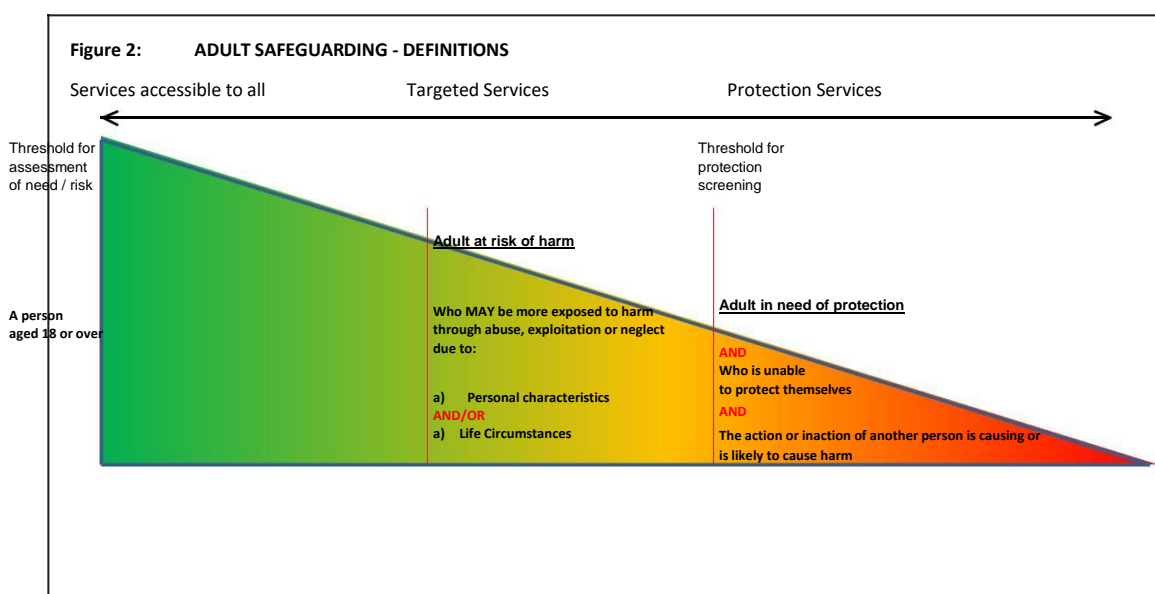 Figure 2: ADULT SAFEGUARDING - DEFINITIONS
Services accessible to all Targeted Services Protection Services
Threshold for
assessment
of need / risk
Threshold for
protection
screening
A person
aged 18 or over
Adult at risk of harm
Who MAY be more exposed to harm
through abuse, exploitation or neglect
due to:
a) Personal characteristics
AND/OR
a) Life Circumstances
Adult in need of protection
AND
Who is unable
to protect themselves
AND
The action or inaction of another person is causing or
is likely to cause harm